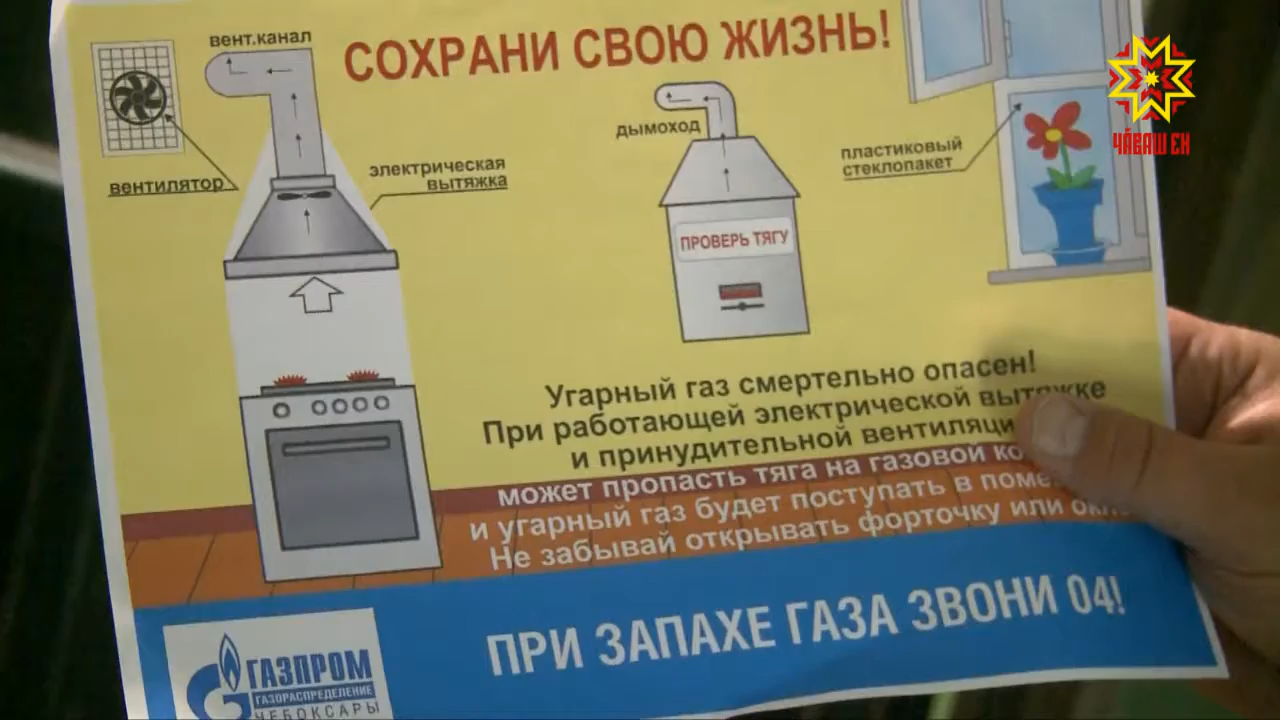 СОХРАНИ СВОЮ ЖИЗНЬ!
вент.канал
вентилятор
электрическая
вытяжка
дымоход
ПРОВЕРЬ ТЯГУ
пластиковый
стеклопакет
ЧӐВАШ ЕН
Угарный газ смертельно опасен!
При работающей электрической вытяжке
и принудительной
может пропасть тяга на газовой
и угарный газ будет поступать в
Не забывай открывать форточку или
ПРИ ЗАПАХЕ ГАЗА ЗВОНИ 04!
ГАЗПРОМ
ГАЗОРАСПРЕДЕЛЕНИЕ
ЧЕБОКСАРЫ